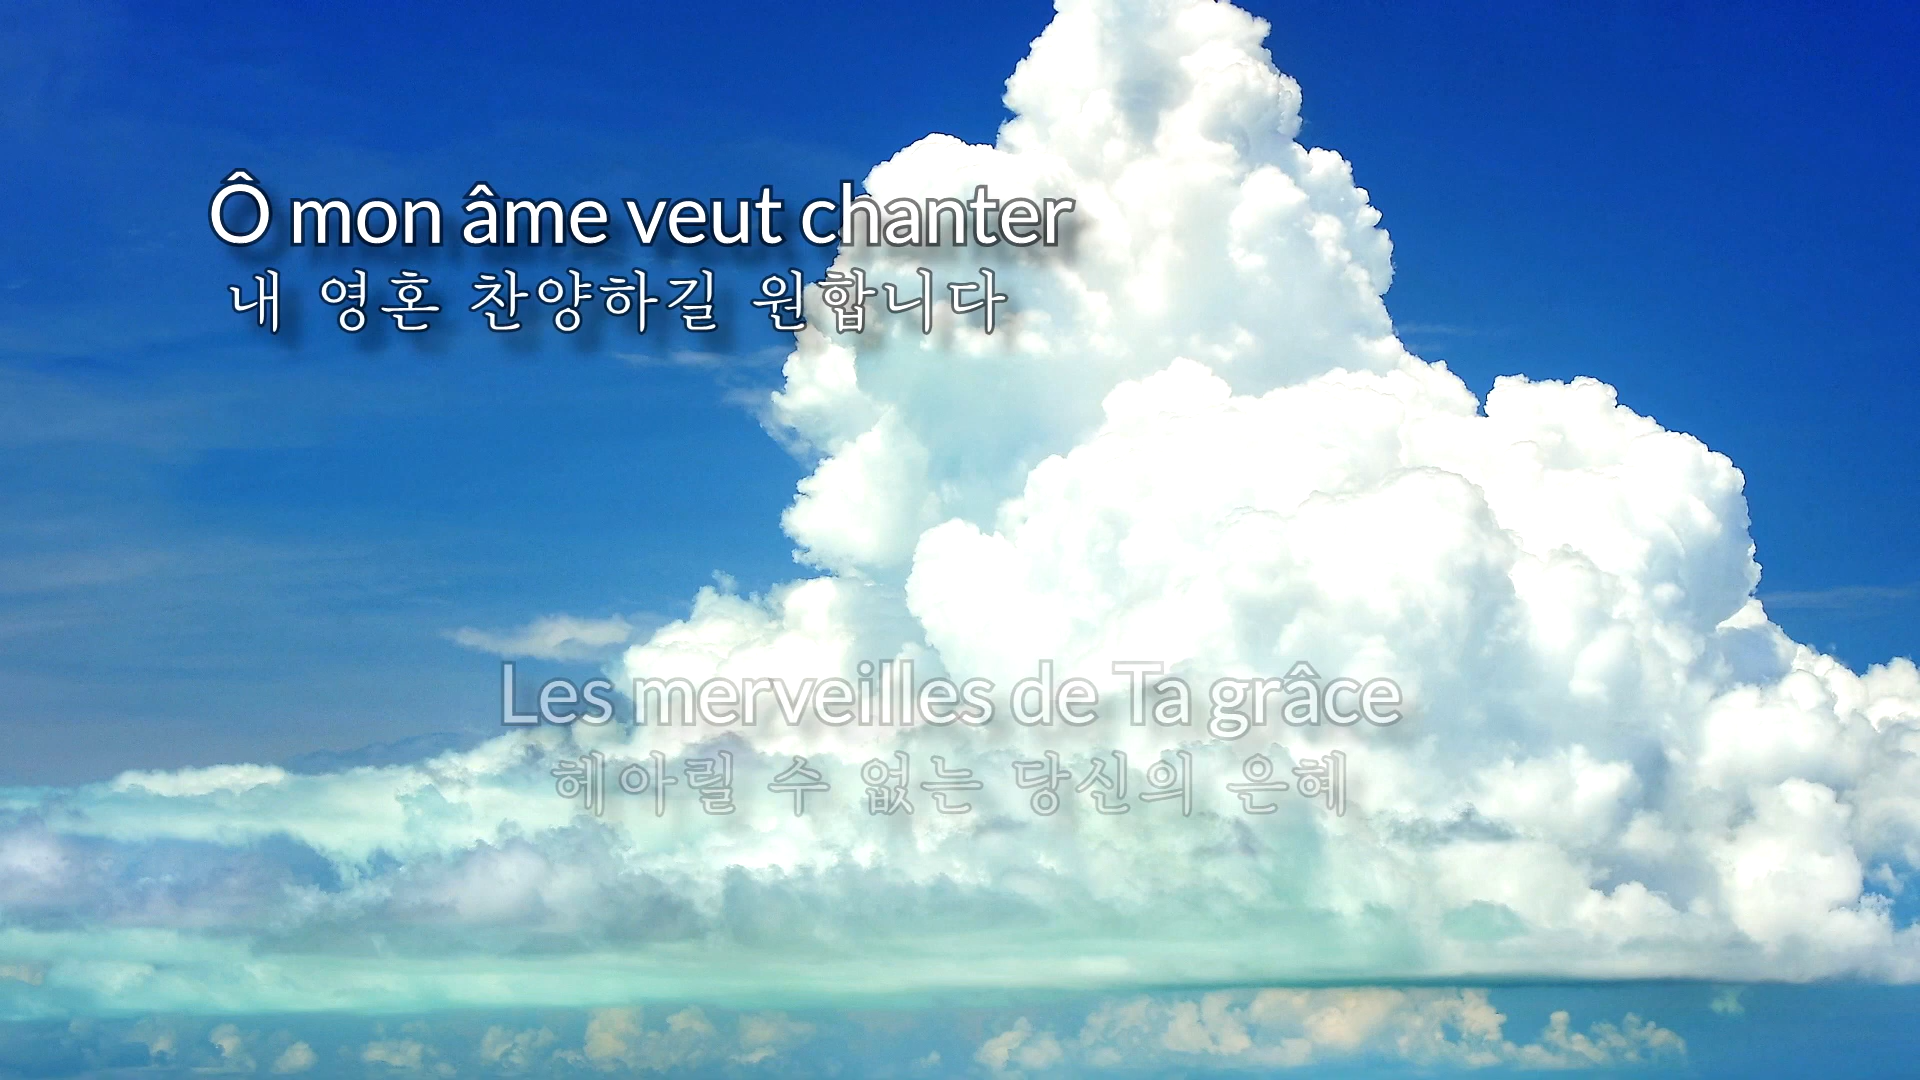 Ô mon âme veut chanter
내 영혼 찬양하길 원합니다
Les merveilles de Ta grâce
헤아릴 수 없는 당신의 은혜